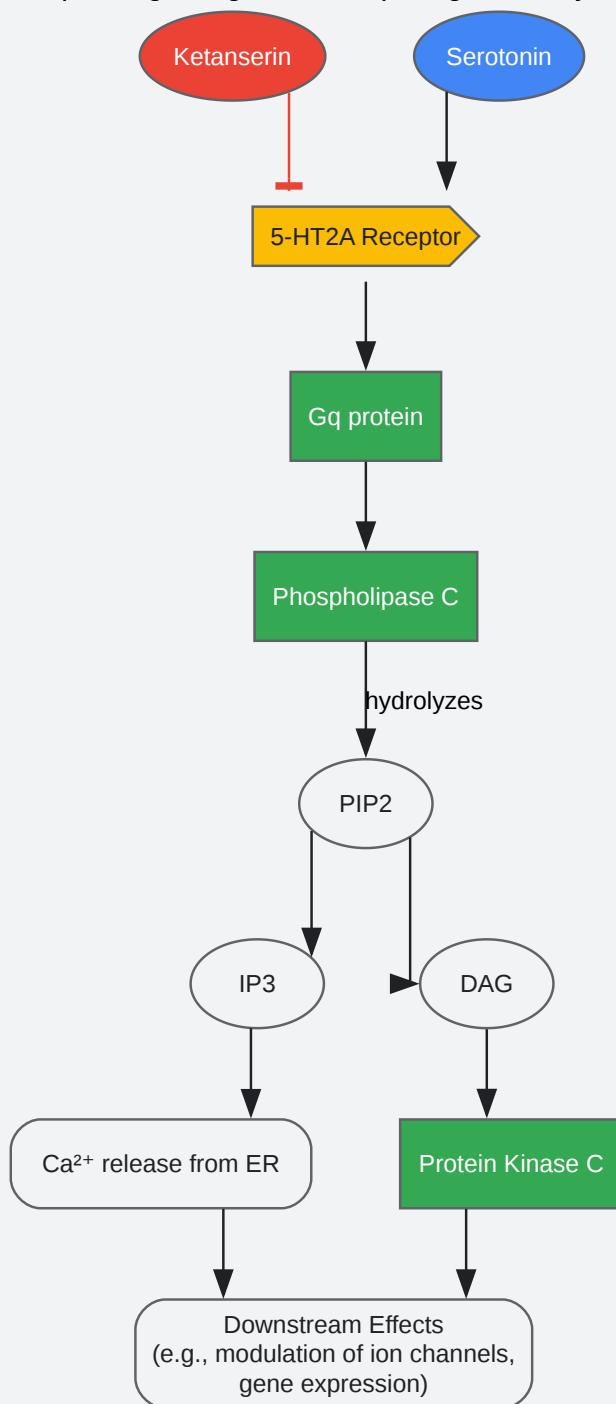 Ketanserin
Serotonin
5-HT2A Receptor
Gq protein
Phospholipase C
hydrolyzes
PIP2
IP3
DAG
Ca²⁺ release from ER
Protein Kinase C
Downstream Effects
(e.g., modulation of ion channels,
gene expression)